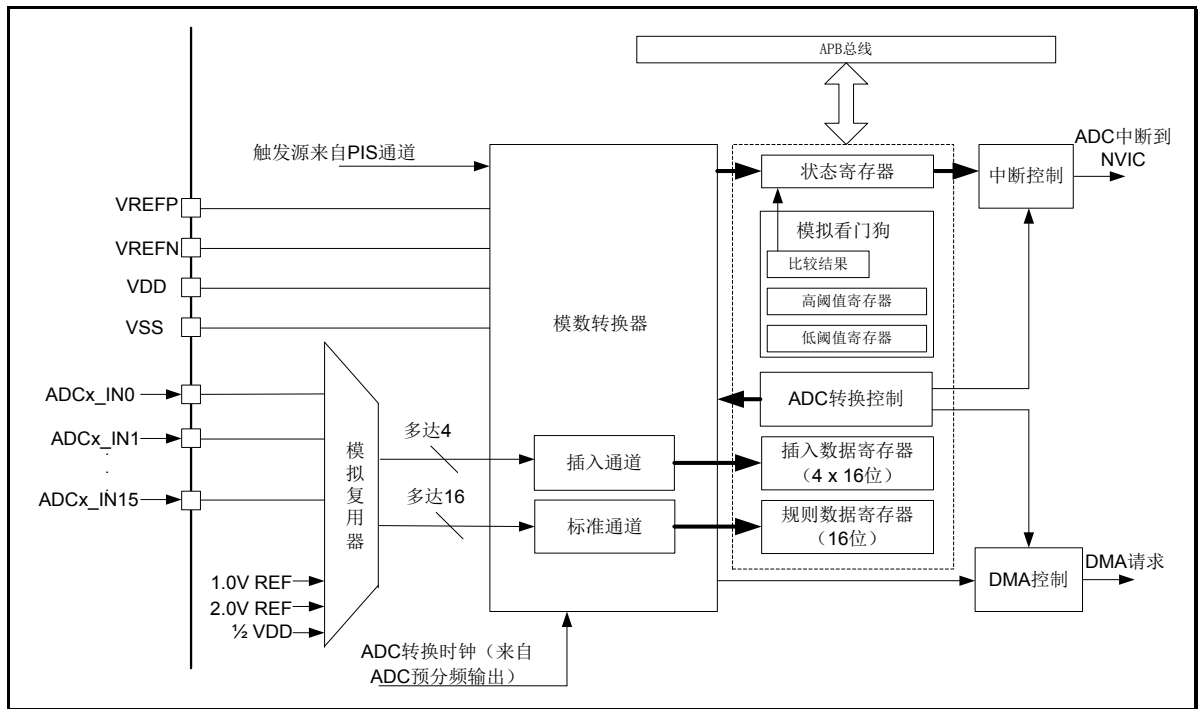 APB总线
触发源来自PIS通道
VREFP
VREFN
VDD
VSS
ADCx_IN0
ADCx_IN1
.
.
.
ADCx_IN15
模拟复用器
1.0V REF
2.0V REF
½ VDD
多达4
多达16
模数转换器
插入通道
标准通道
ADC转换时钟（来自
ADC预分频输出）
状态寄存器
模拟看门狗
比较结果
高阈值寄存器
低阈值寄存器
ADC转换控制
插入数据寄存器
（4 x 16位）
规则数据寄存器
（16位）
中断控制
ADC中断到
NVIC
DMA控制
DMA请求